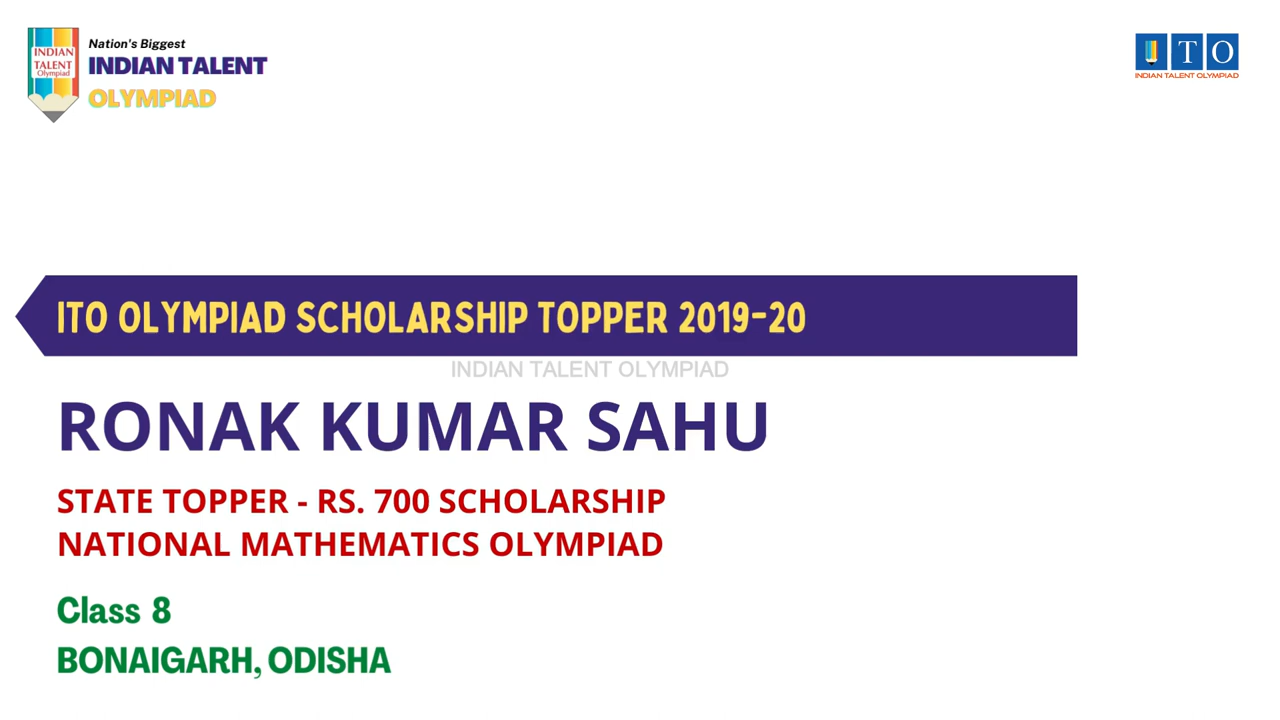 INDIAN
TALENT
Olympiad
Nation's Biggest
INDIAN TALENT
OLYMPIAD
ITO
INDIAN TALENT OLYMPIAD
ITO OLYMPIAD SCHOLARSHIP TOPPER 2019-20
INDIAN TALENT OLYMPIAD
RONAK KUMAR SAHU
STATE TOPPER - RS. 700 SCHOLARSHIP
NATIONAL MATHEMATICS OLYMPIAD
Class 8
BONAIGARH, ODISHA